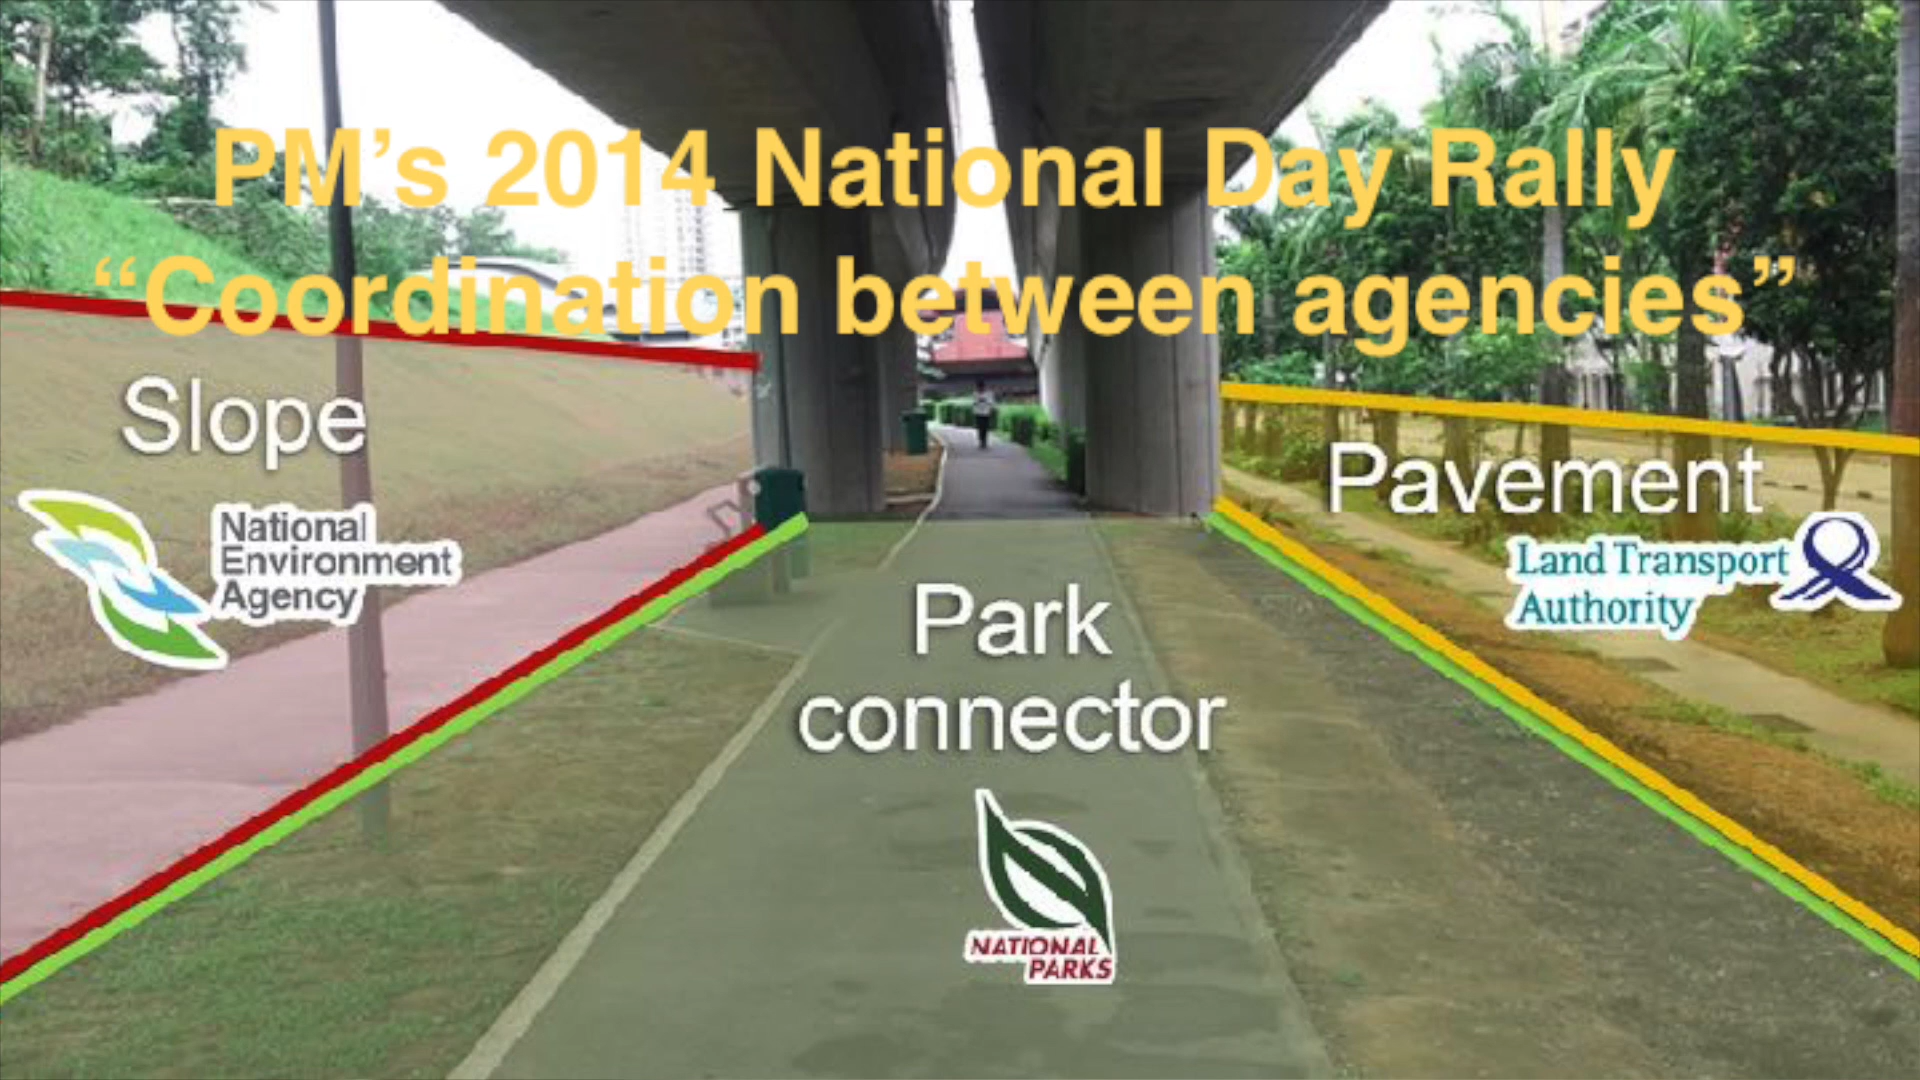 PM’s 2014 National Day Rally
“Coordination between agencies”
Slope
National
Environment
Agency
Pavement
Land Transport
Authority
Park
connector
NATIONAL
PARKS